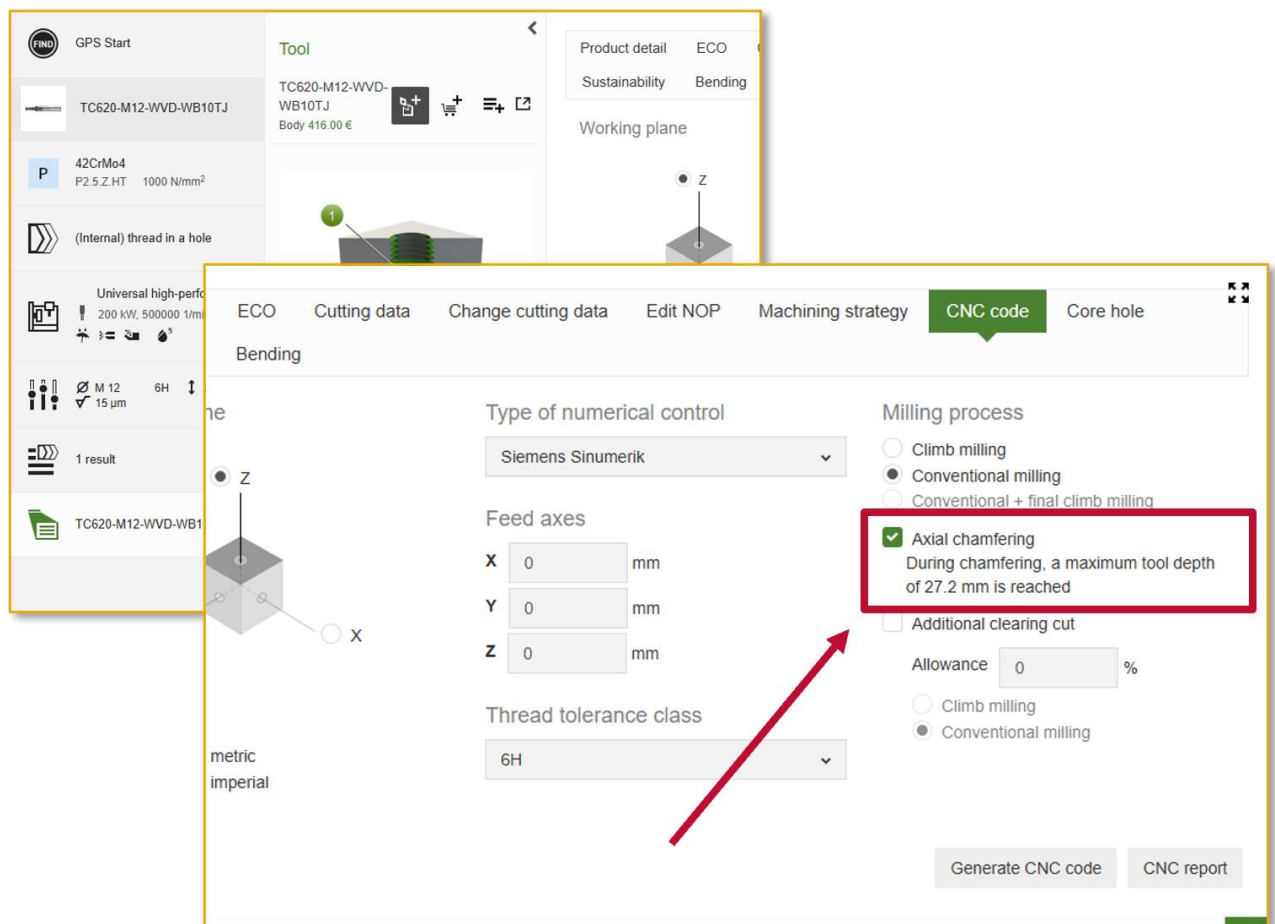 FIND
GPS Start
TC620-M12-WVD-WB10TJ
P
42CrMo4
P2.5.Z.HT 1000 N/mm²
(Internal) thread in a hole
Universal high-perfo
200 kW, 500000 1/mi
5
Ø M 12 6H
15 µm
1 result
TC620-M12-WVD-WB1
Tool
TC620-M12-WVD-
WB10TJ
Body 416.00 €
1
Product detail ECO
Sustainability Bending
Working plane
Z
ECO Cutting data Change cutting data Edit NOP Machining strategy CNC code Core hole
Bending
ne
Z
X
metric
imperial
Type of numerical control
Siemens Sinumerik
Feed axes
X 0 mm
Y 0 mm
Z 0 mm
Thread tolerance class
6H
Milling process
Climb milling
Conventional milling
Conventional + final climb milling
Axial chamfering
During chamfering, a maximum tool depth
of 27.2 mm is reached
Additional clearing cut
Allowance 0 %
Climb milling
Conventional milling
Generate CNC code CNC report